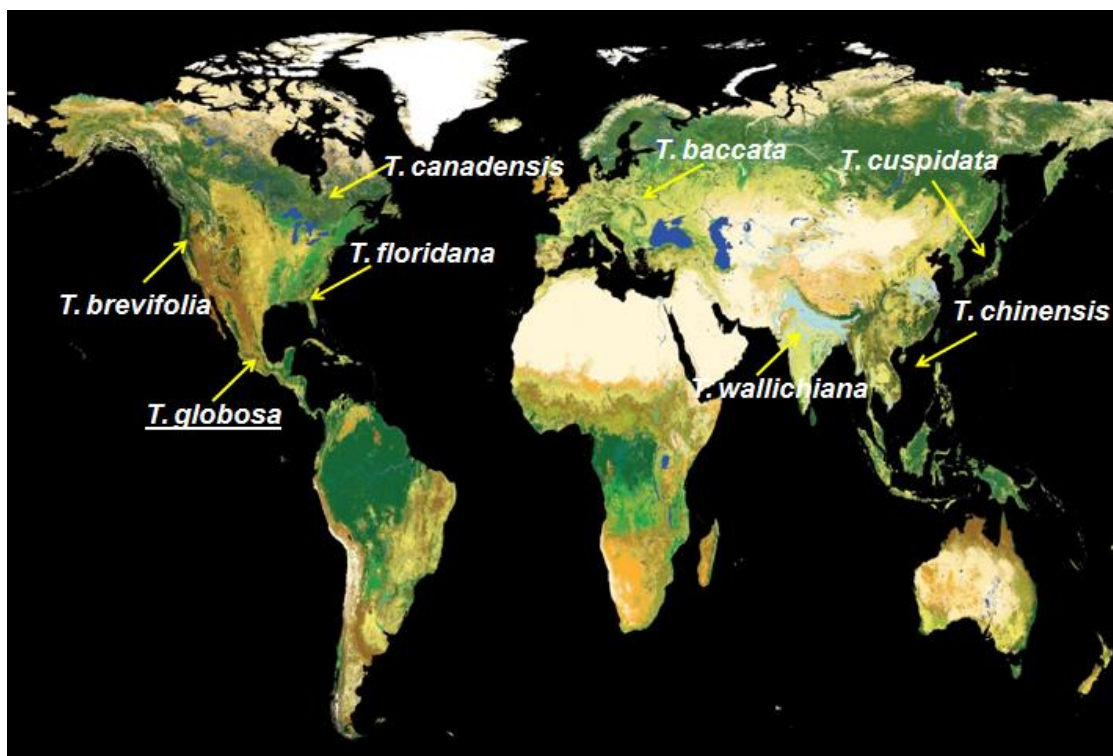 T. canadensis
T. baccata
T. cuspidata
T. floridana
T. brevifolia
T. chinensis
T. wallichiana
T. globosa